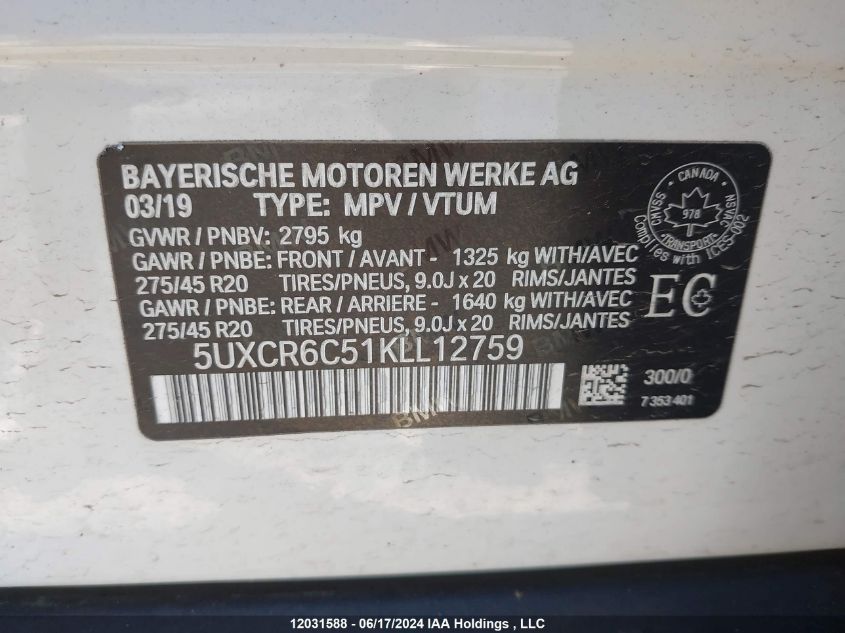 BAYERISCHE MOTOREN WERKE AG
03/19 TYPE: MPV / VTUM
GVWR / PNBV: 2795 kg
GAWR / PNBE: FRONT / AVANT - 1325 kg WITH/AVEC
275/45 R20 TIRES/PNEUS, 9.0J x 20 RIMS/JANTES
GAWR / PNBE: REAR / ARRIERE - 1640 kg WITH/AVEC
275/45 R20 TIRES/PNEUS, 9.0J x 20 RIMS/JANTES
5UXCR6C51KLL12759
CANADA
CMVSS NSVAC
978
TRANSPORT
Complies with ICES-002
EC
300/0
7 353 401
BMW
12031588 - 06/17/2024 IAA Holdings , LLC